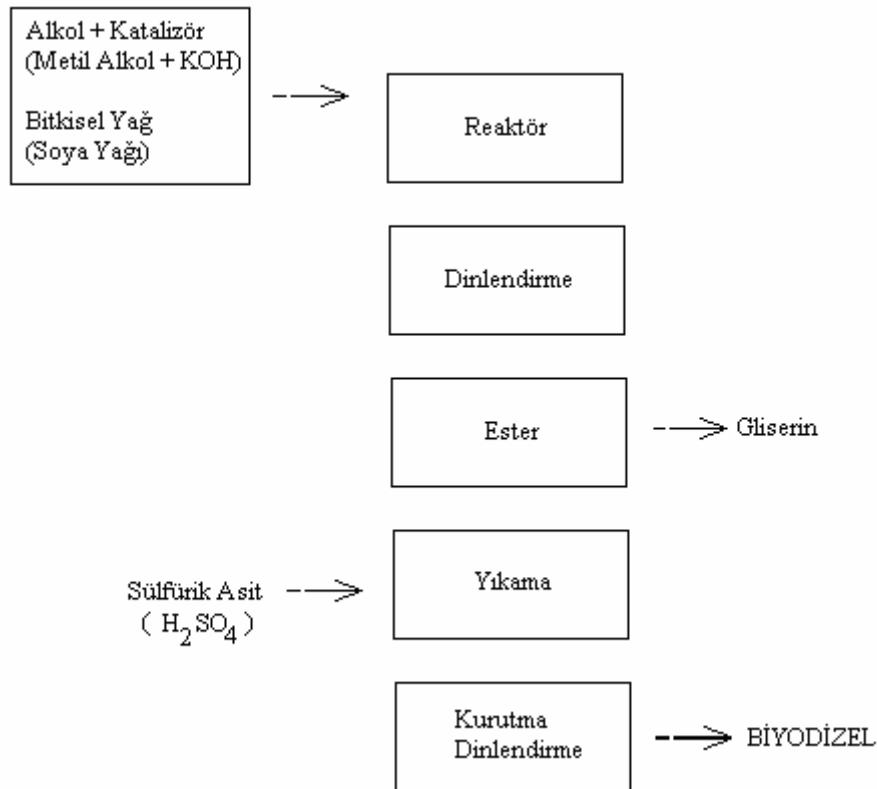 Alkol + Katalizör
(Metil Alkol + KOH)
Bitkisel Yağ
(Soya Yağı)
Reaktör
Dinlendirme
Ester
Gliserin
Yıkama
Sülfürik Asit
( H2SO4 )
Kurutma
Dinlendirme
BİYODİZEL